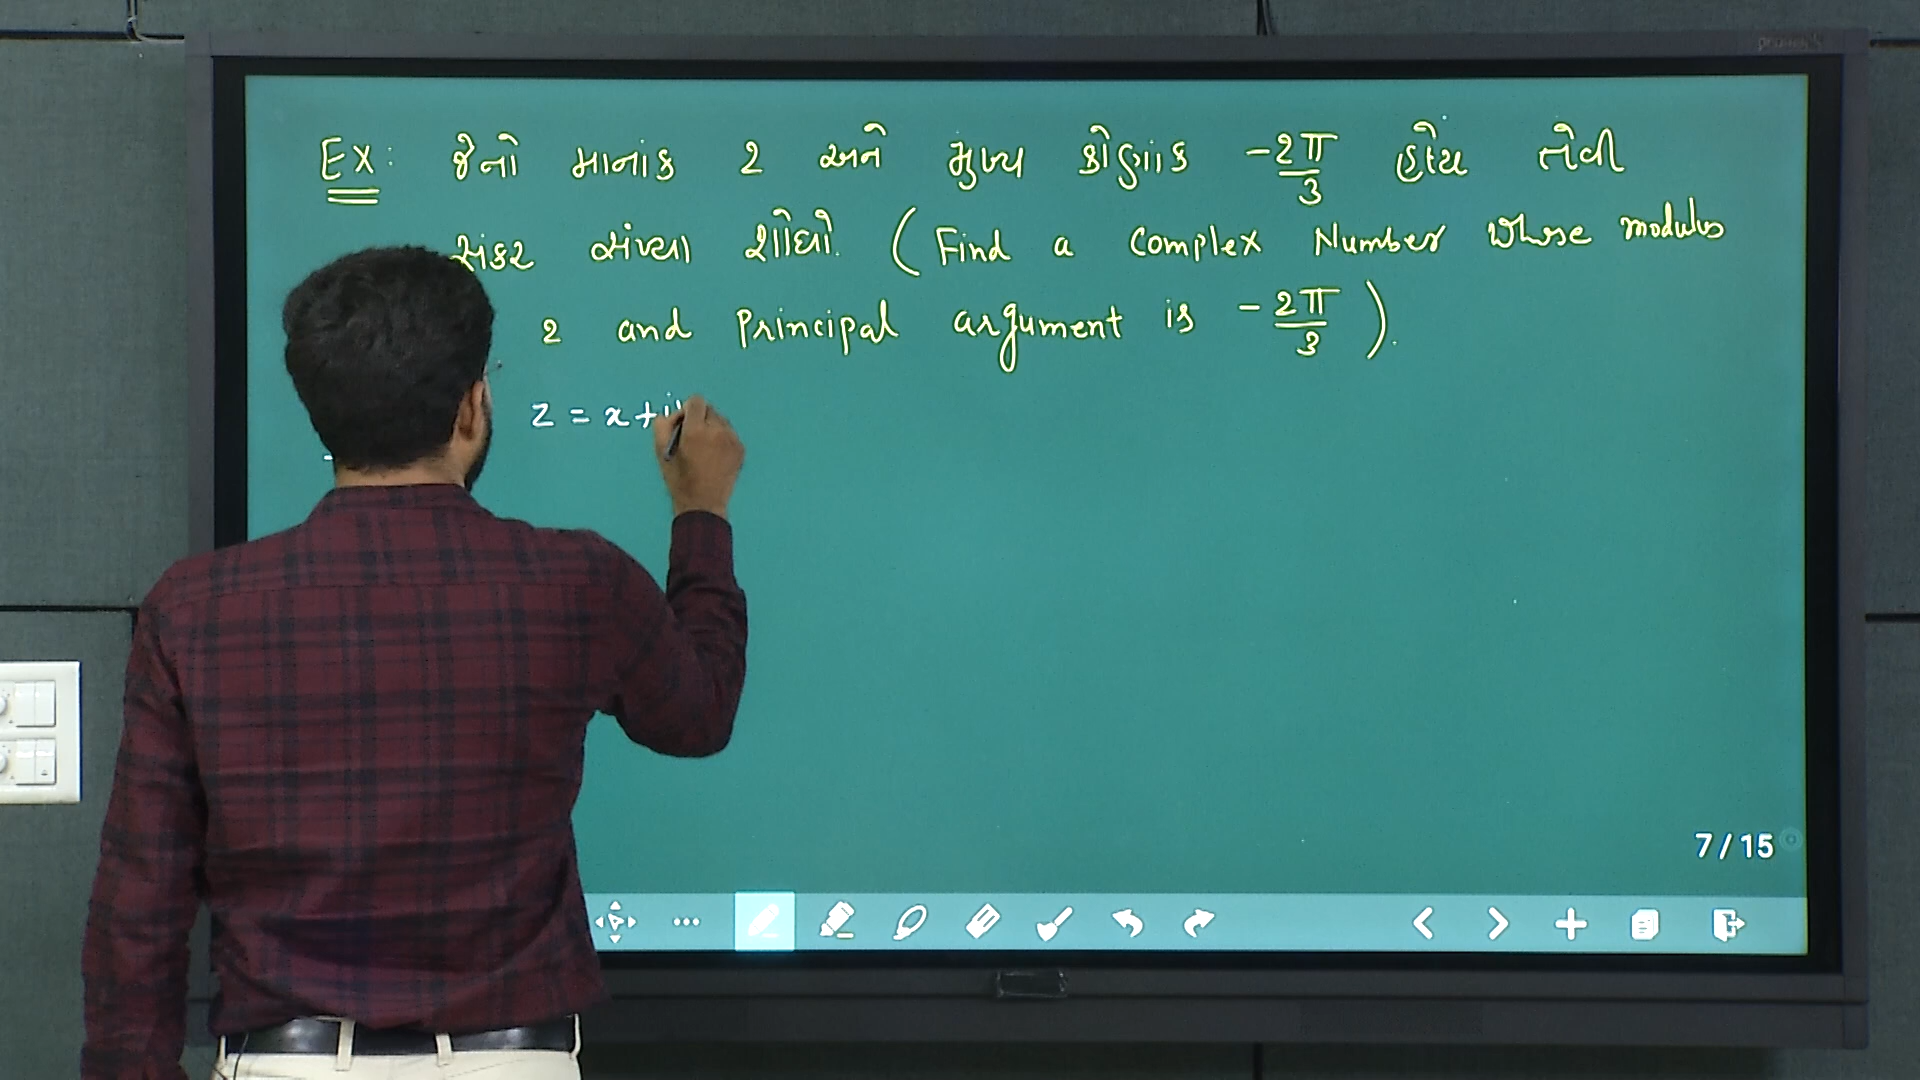 Ex: જેનો માનાંક 2 અને મુખ્ય કોણાંક -2π/3 હોય તેવી
સંકર સંખ્યા શોધો. (Find a complex Number whose modulus
2 and Principal argument is -2π/3).
z = x+iy
7/15